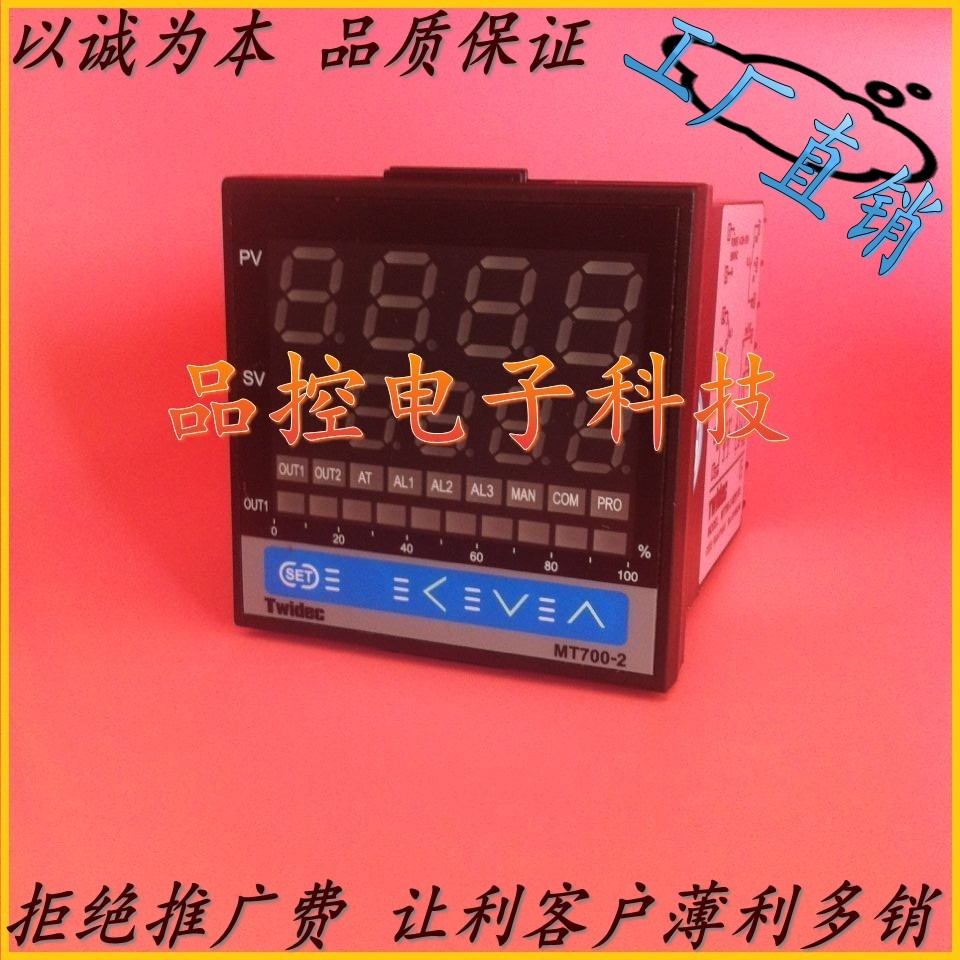 以诚为本 品质保证
工厂直销
PV
品控电子科技
SV
OUT1 OUT2 AT AL1 AL2 AL3 MAN COM PRO
OUT1
0 20 40 60 80 100 %
SET
Twidec
MT700-2
Twidec
拒绝推广费 让利客户薄利多销